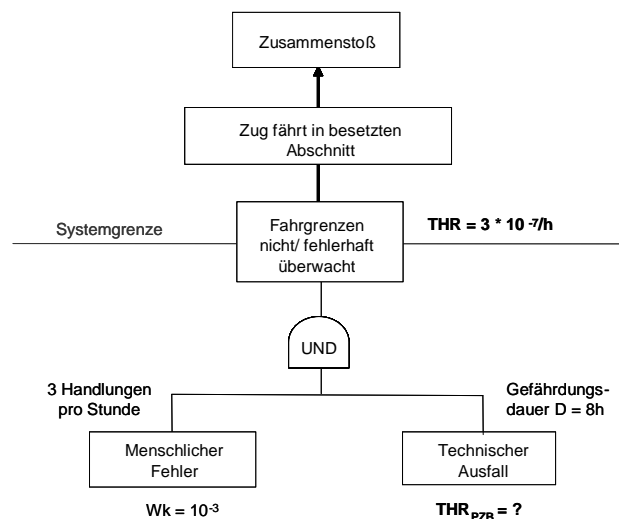 Zusammenstoß
Zug fährt in besetzten
Abschnitt
Systemgrenze
Fahrgrenzen
nicht/ fehlerhaft
überwacht
THR = 3 * 10 -7/h
UND
3 Handlungen
pro Stunde
Gefährdungs-
dauer D = 8h
Menschlicher
Fehler
Technischer
Ausfall
Wk = 10-3
THRPZB = ?